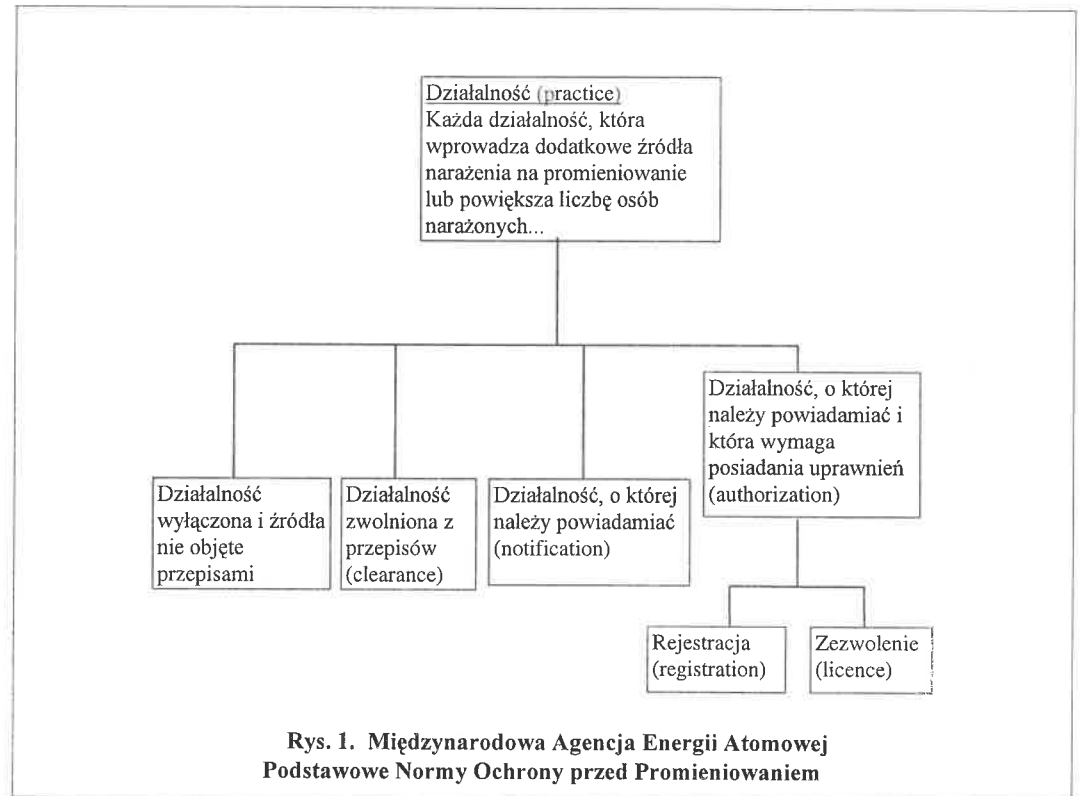 Działalność (practice)
Każda działalność, która
wprowadza dodatkowe źródła
narażenia na promieniowanie
lub powiększa liczbę osób
narażonych...
Działalność, o której
należy powiadamiać i
która wymaga
posiadania uprawnień
(authorization)
Działalność
wyłączona i źródła
nie objęte
przepisami
Działalność
zwolniona z
przepisów
(clearance)
Działalność, o której
należy powiadamiać
(notification)
Rejestracja
(registration)
Zezwolenie
(licence)
Rys. 1. Międzynarodowa Agencja Energii Atomowej
Podstawowe Normy Ochrony przed Promieniowaniem